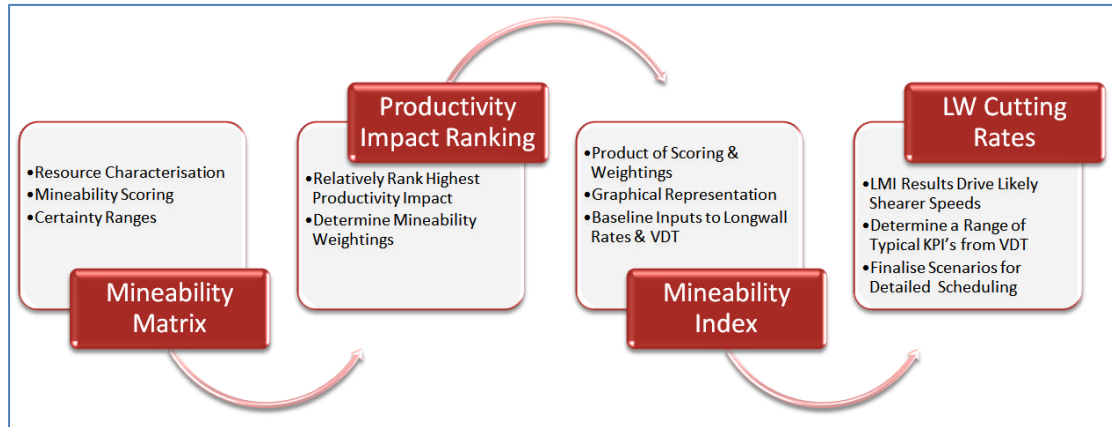 •Resource Characterisation
•Mineability Scoring
•Certainty Ranges
Mineability
Matrix
Productivity
Impact Ranking
•Relatively Rank Highest
Productivity Impact
•Determine Mineability
Weightings
•Product of Scoring &
Weightings
•Graphical Representation
•Baseline Inputs to Longwall
Rates & VDT
Mineability
Index
LW Cutting
Rates
•LMI Results Drive Likely
Shearer Speeds
•Determine a Range of
Typical KPI's from VDT
•Finalise Scenarios for
Detailed Scheduling